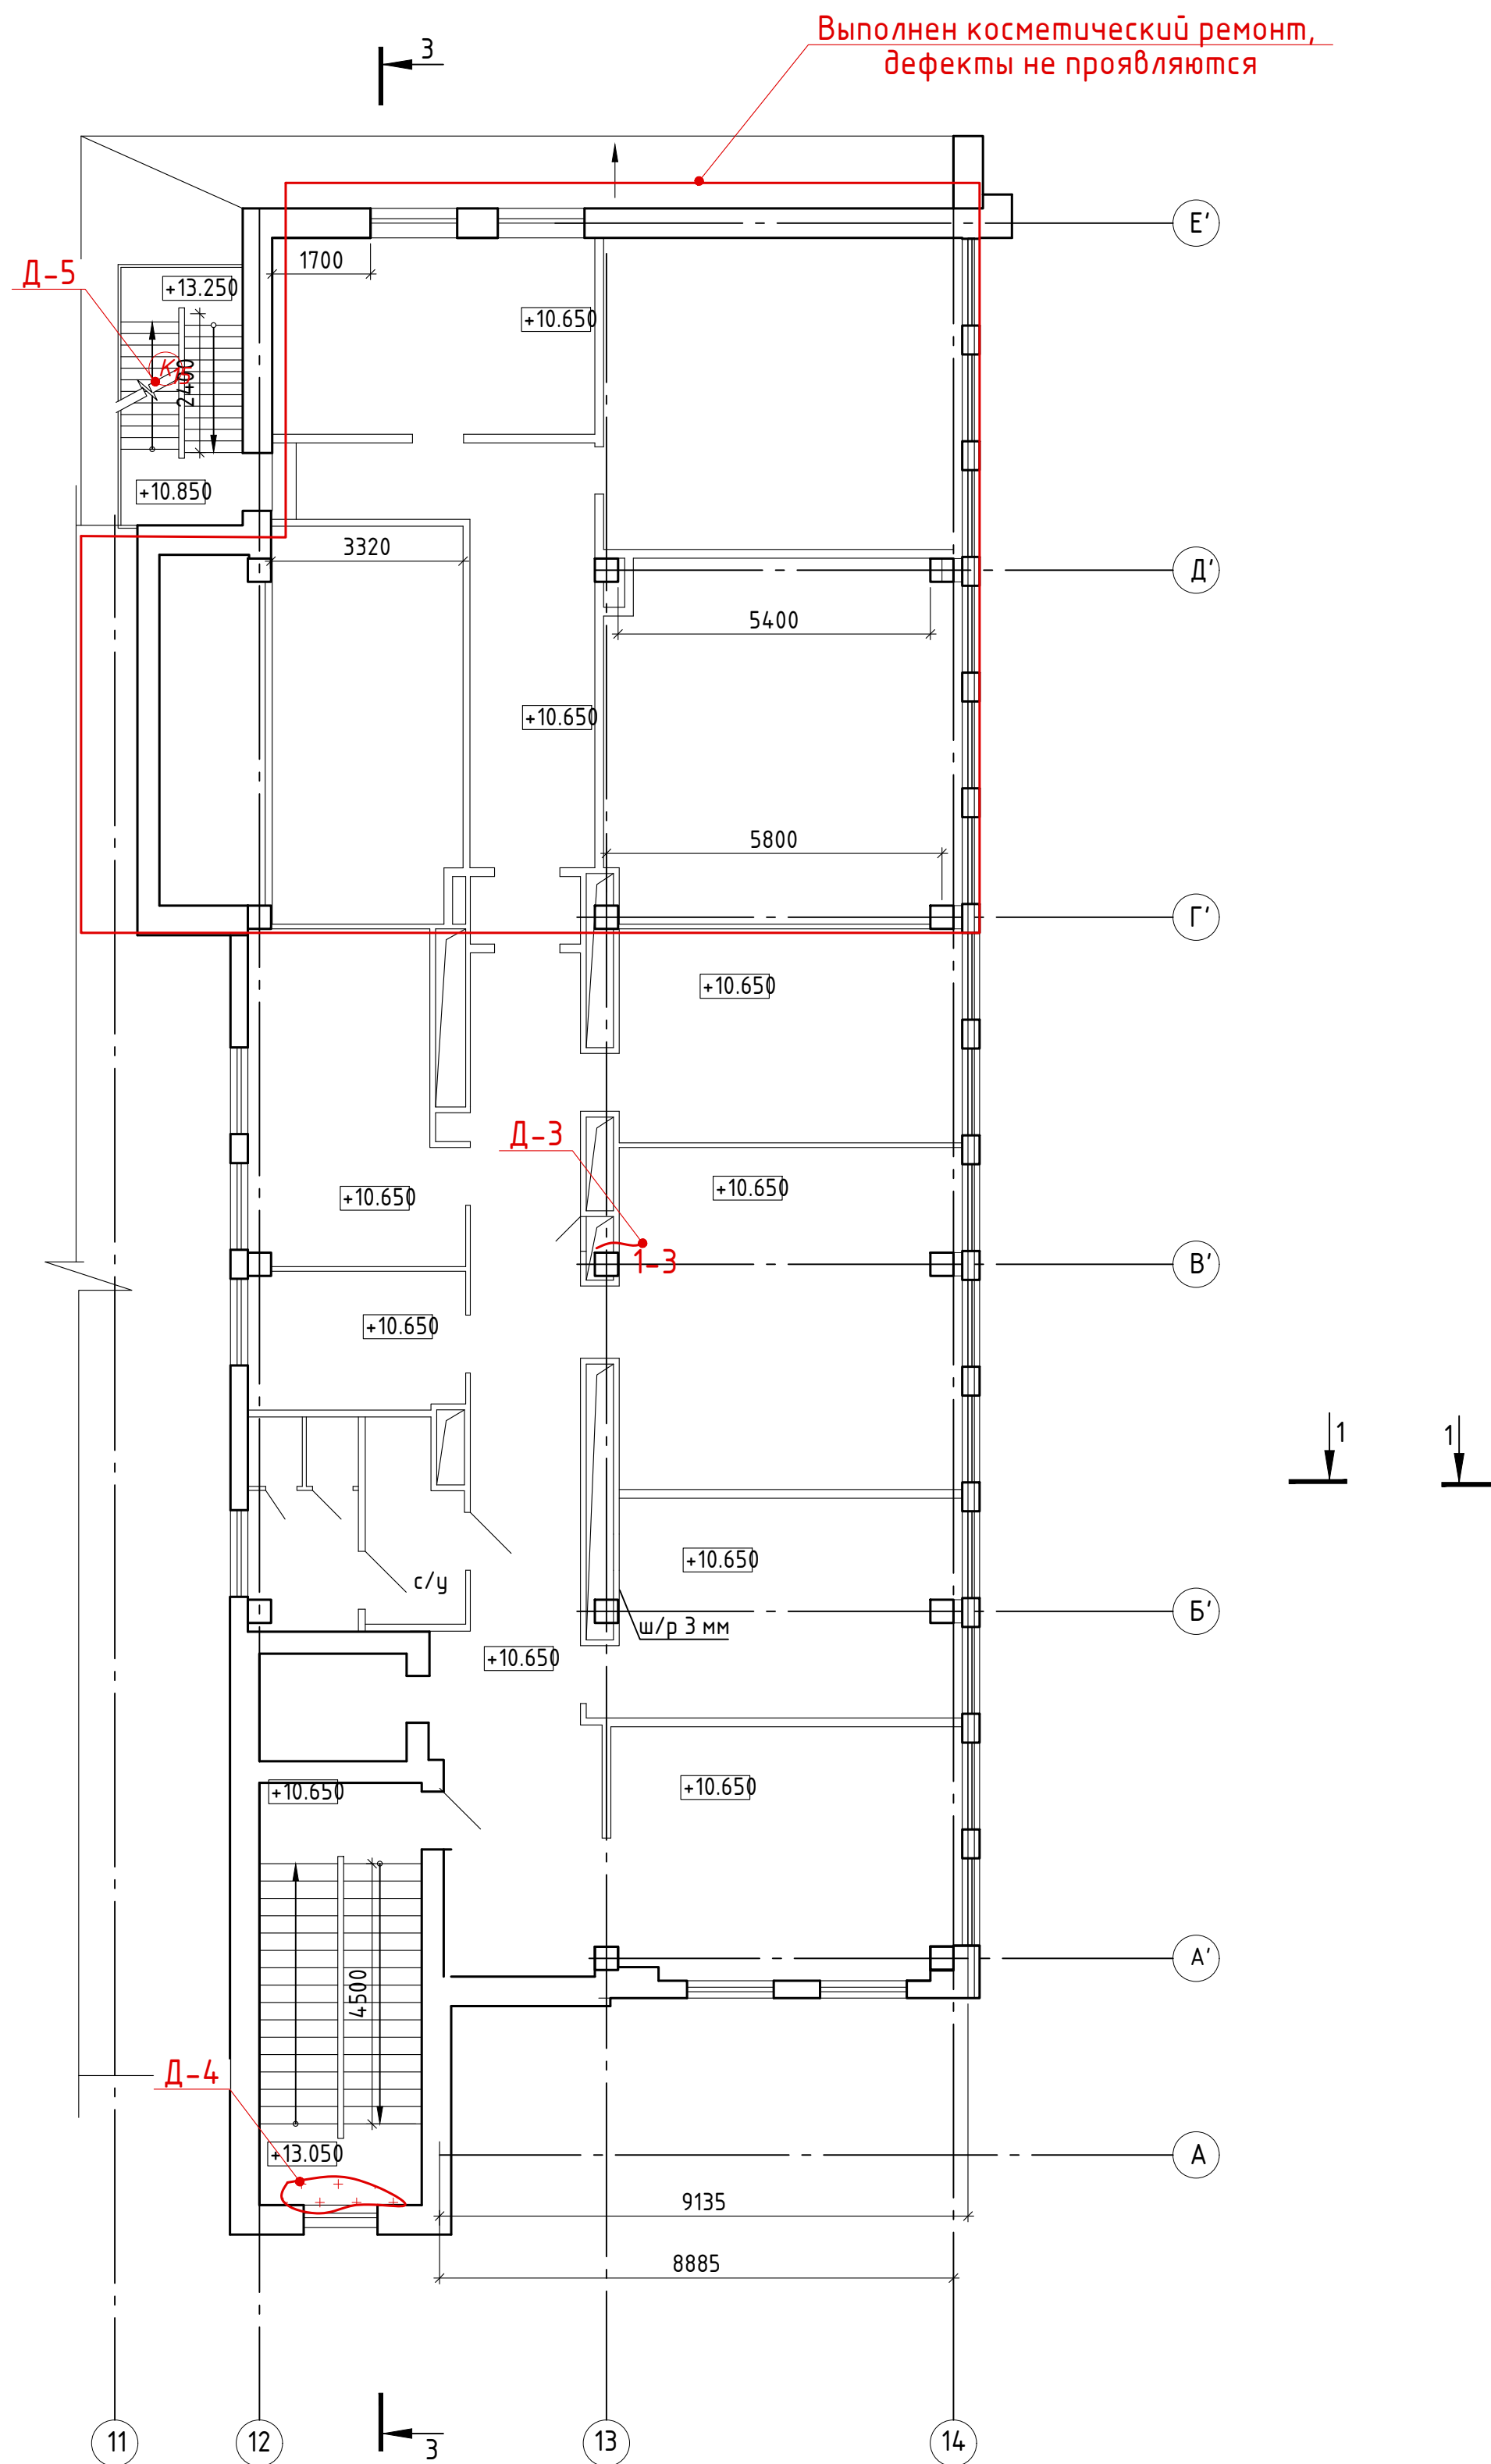 3
Выполнен косметический ремонт,
дефекты не проявляются
Е'
Д-5
+13.250
1700
+10.650
2400
+10.850
3320
Д'
5400
+10.650
5800
Г'
+10.650
Д-3
+10.650
+10.650
1-3
В'
+10.650
1
1
+10.650
с/у
Б'
ш/р 3 мм
+10.650
+10.650
+10.650
А'
4500
Д-4
+13.050
А
9135
8885
11
12
3
13
14